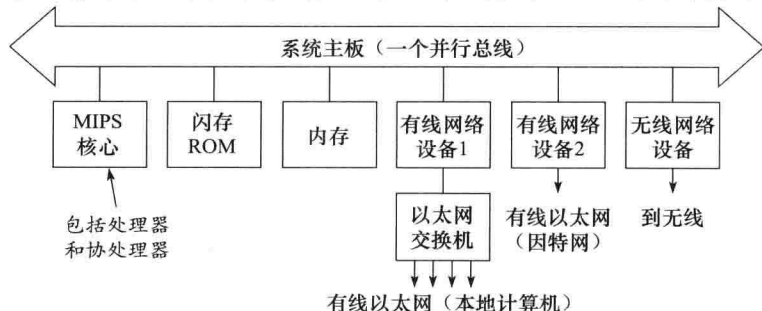 系统主板（一个并行总线）
MIPS
核心
闪存
ROM
内存
有线网络
设备1
有线网络
设备2
无线网络
设备
包括处理器
和协处理器
以太网
交换机
有线以太网
（因特网）
到无线
有线以太网（本地计算机）